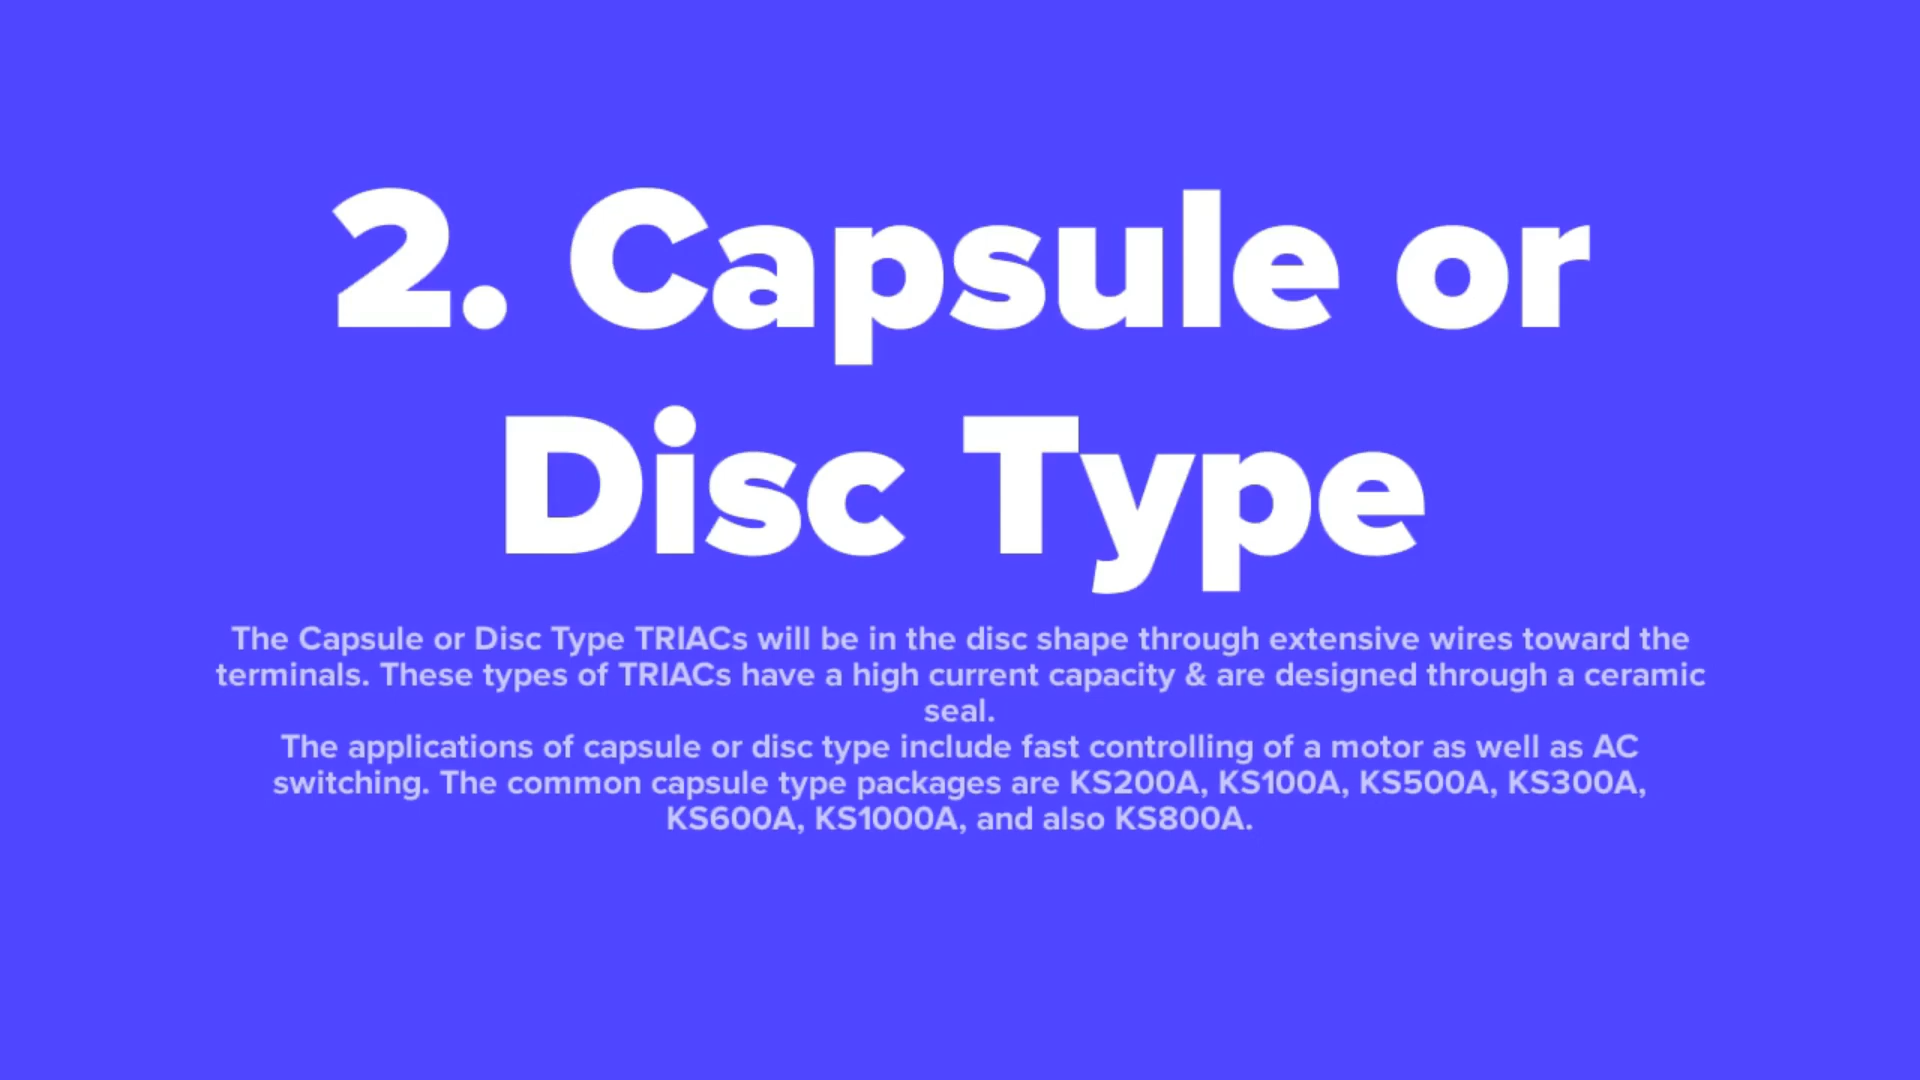 2. Capsule or
Disc Type
The Capsule or Disc Type TRIACs will be in the disc shape through extensive wires toward the
terminals. These types of TRIACs have a high current capacity & are designed through a ceramic
seal.
The applications of capsule or disc type include fast controlling of a motor as well as AC
switching. The common capsule type packages are KS200A, KS100A, KS500A, KS300A,
KS600A, KS1000A, and also KS800A.